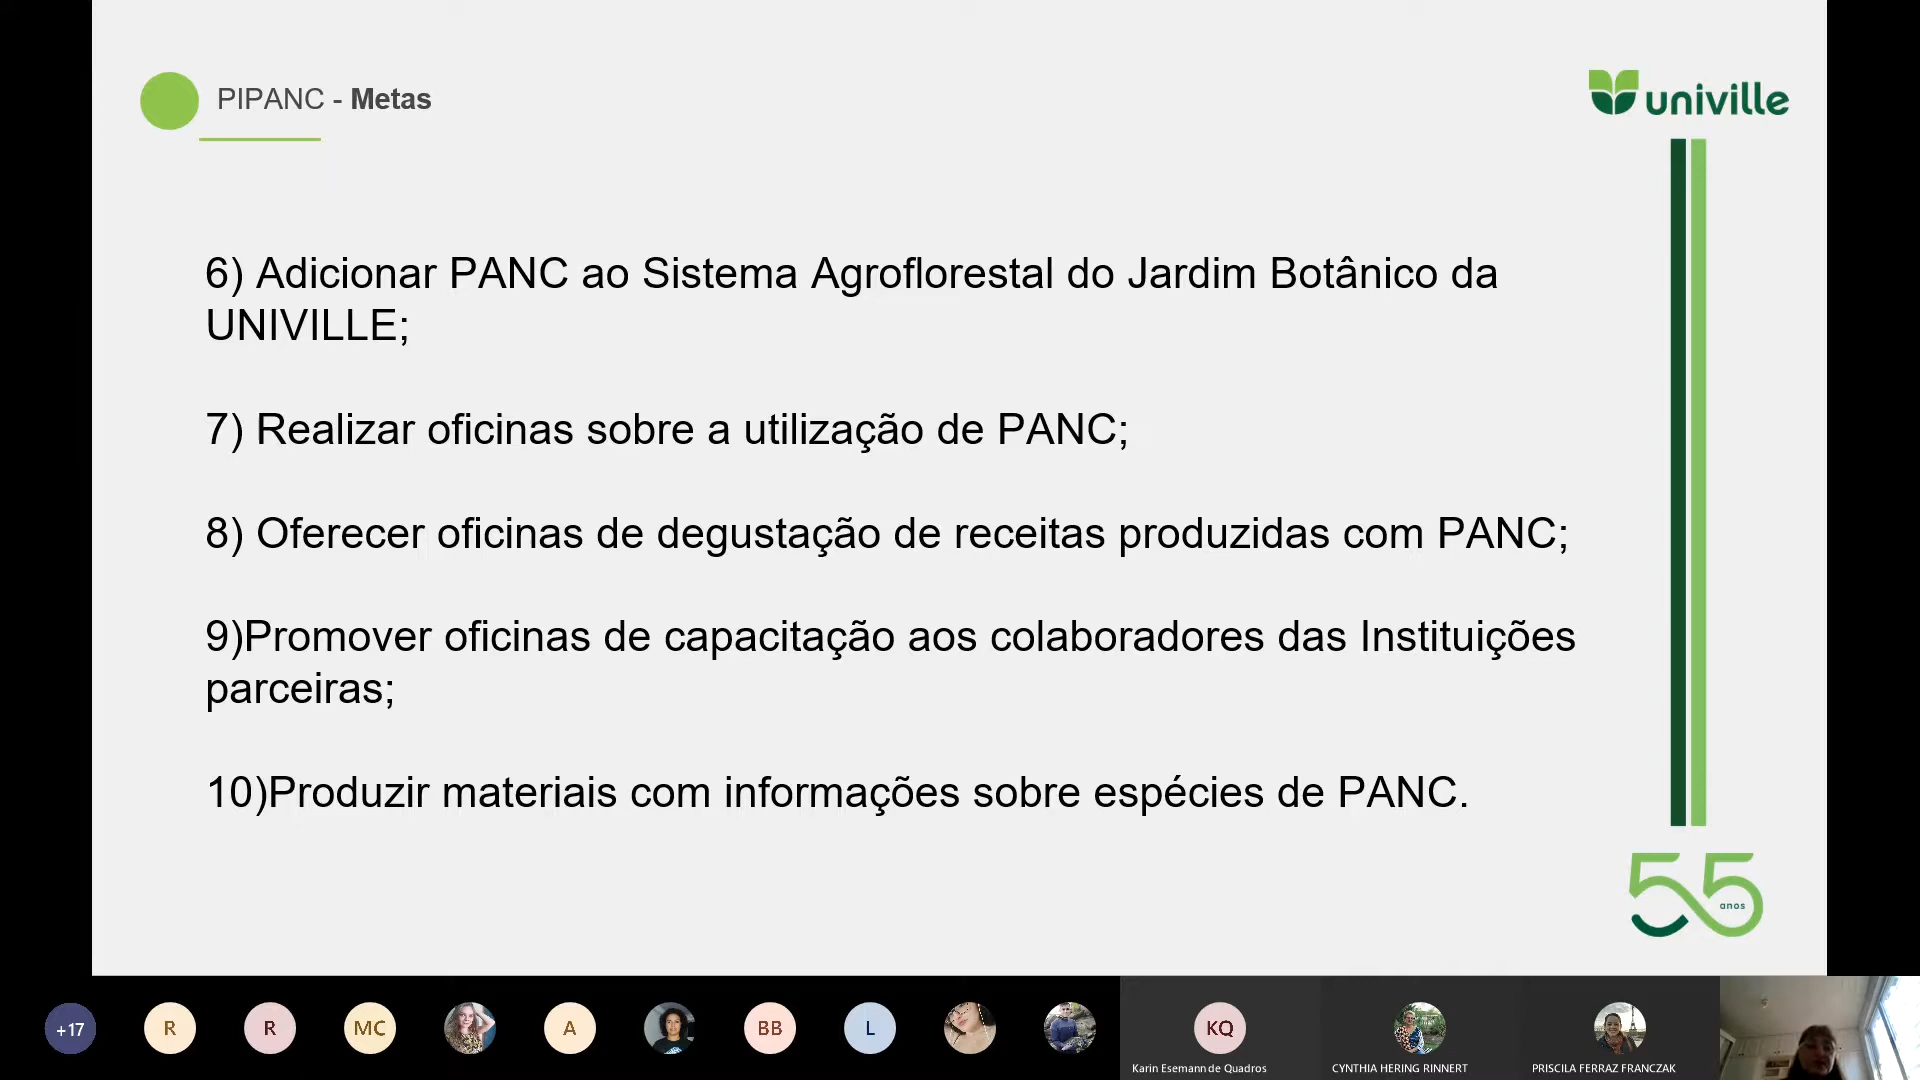 PIPANC - Metas
univille
6) Adicionar PANC ao Sistema Agroflorestal do Jardim Botânico da
UNIVILLE;
7) Realizar oficinas sobre a utilização de PANC;
8) Oferecer oficinas de degustação de receitas produzidas com PANC;
9)Promover oficinas de capacitação aos colaboradores das Instituições
parceiras;
10)Produzir materiais com informações sobre espécies de PANC.
55
anos
+17
R
R
MC
A
BB
L
KQ
Karin Esemann de Quadros
CYNTHIA HERING RINNERT
PRISCILA FERRAZ FRANCZAK